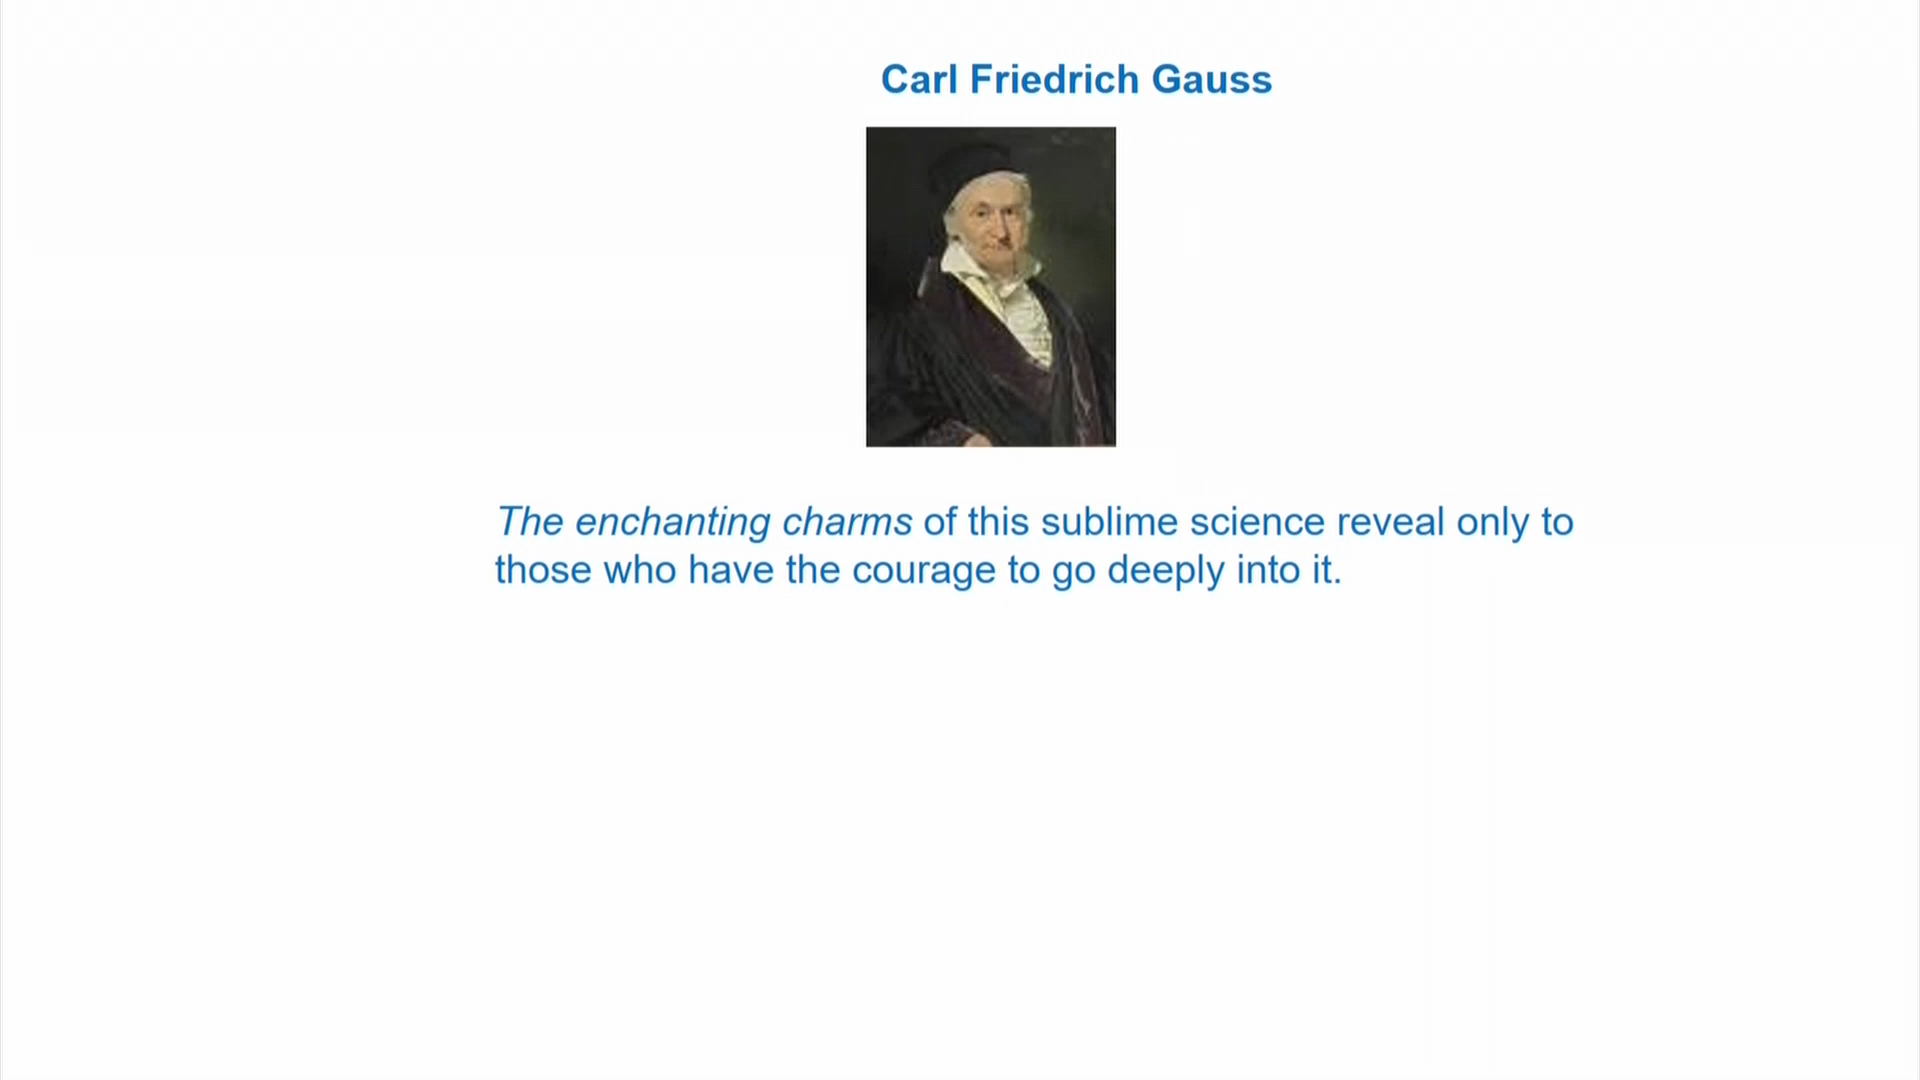 Carl Friedrich Gauss
The enchanting charms of this sublime science reveal only to
those who have the courage to go deeply into it.